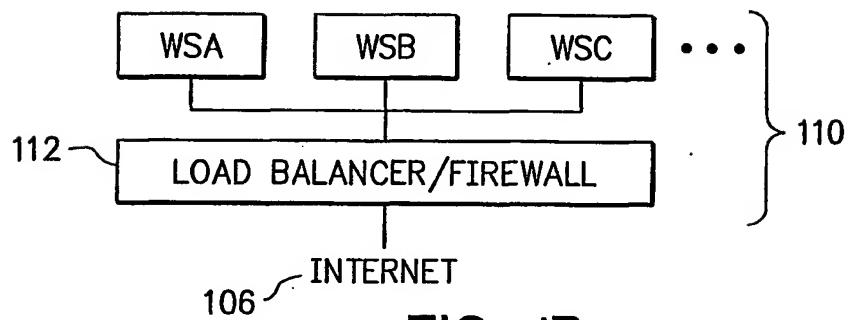 WSA WSB WSC •••
110
112 LOAD BALANCER/FIREWALL
INTERNET
106